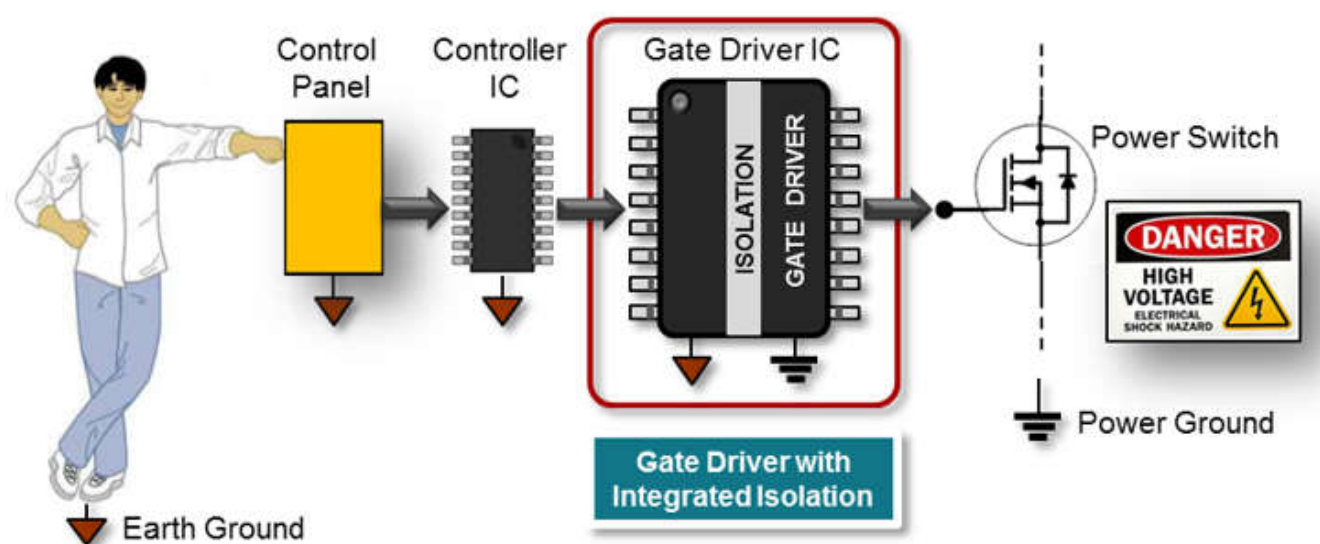 Control
Panel
Controller
IC
Gate Driver IC
ISOLATION
GATE DRIVER
Power Switch
DANGER
HIGH
VOLTAGE
ELECTRICAL
SHOCK HAZARD
Power Ground
Gate Driver with
Integrated Isolation
Earth Ground